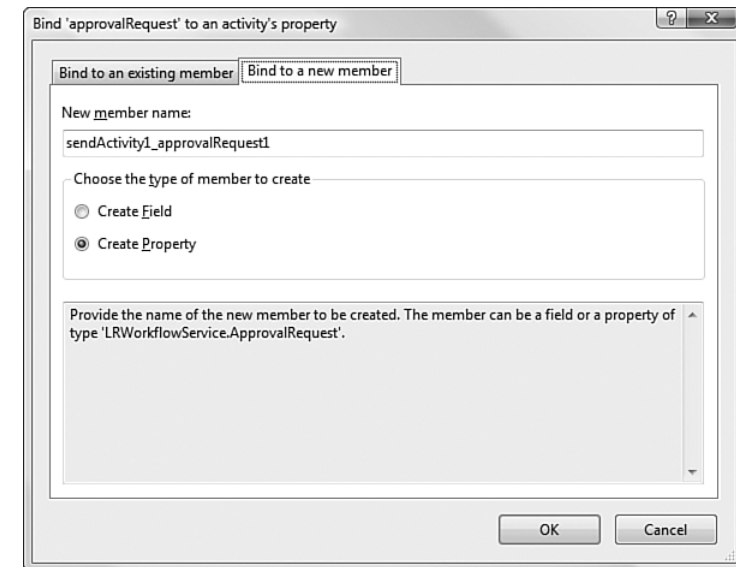 Bind 'approvalRequest' to an activity's property
Bind to an existing member
Bind to a new member
New member name:
sendActivity1_approvalRequest1
Choose the type of member to create
Create Field
Create Property
Provide the name of the new member to be created. The member can be a field or a property of
type 'LRWorkflowService.ApprovalRequest'.
OK
Cancel